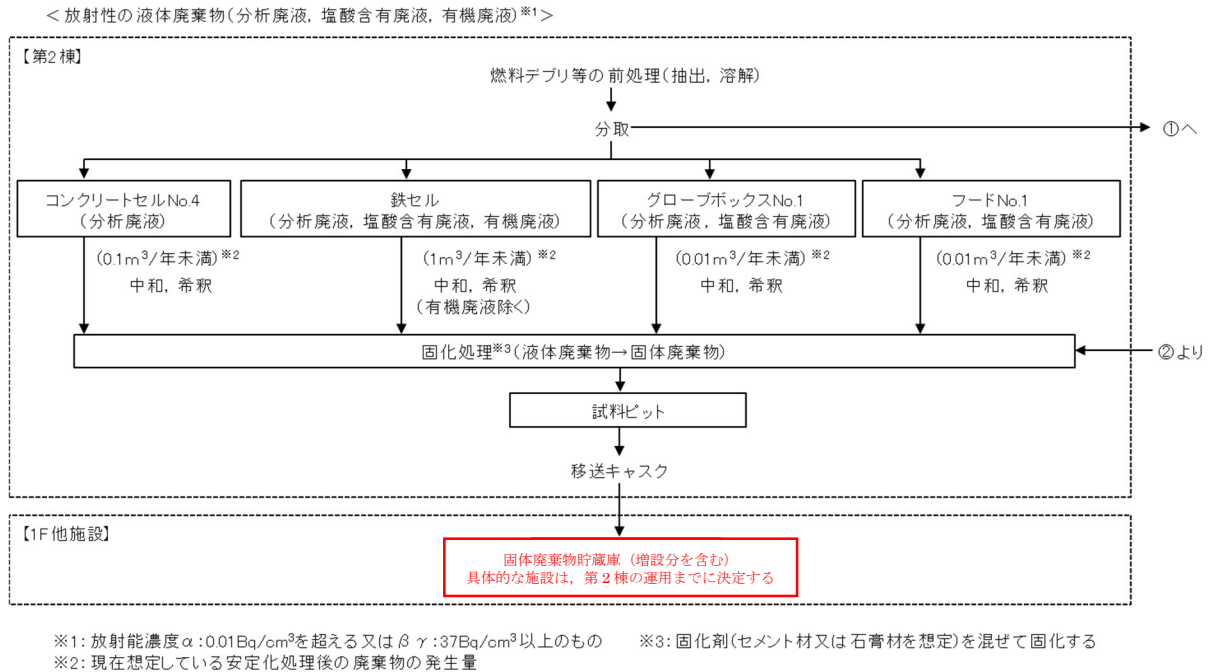 ＜放射性の液体廃棄物(分析廃液, 塩酸含有廃液, 有機廃液)※1＞
【第2棟】
燃料デブリ等の前処理(抽出, 溶解)
分取
①へ
コンクリートセルNo.4
(分析廃液)
鉄セル
(分析廃液, 塩酸含有廃液, 有機廃液)
グローブボックスNo.1
(分析廃液, 塩酸含有廃液)
フードNo.1
(分析廃液, 塩酸含有廃液)
(0.1m³/年未満)※2
中和, 希釈
(1m³/年未満)※2
中和, 希釈
(有機廃液除く)
(0.01m³/年未満)※2
中和, 希釈
(0.01m³/年未満)※2
中和, 希釈
固化処理※3(液体廃棄物→固体廃棄物)
②より
試料ピット
移送キャスク
【1F他施設】
固体廃棄物貯蔵庫（増設分を含む）
具体的な施設は，第２棟の運用までに決定する
※1：放射能濃度α：0.01Bq/cm³を超える又はβγ：37Bq/cm³以上のもの
※3：固化剤(セメント材又は石膏材を想定)を混ぜて固化する
※2：現在想定している安定化処理後の廃棄物の発生量